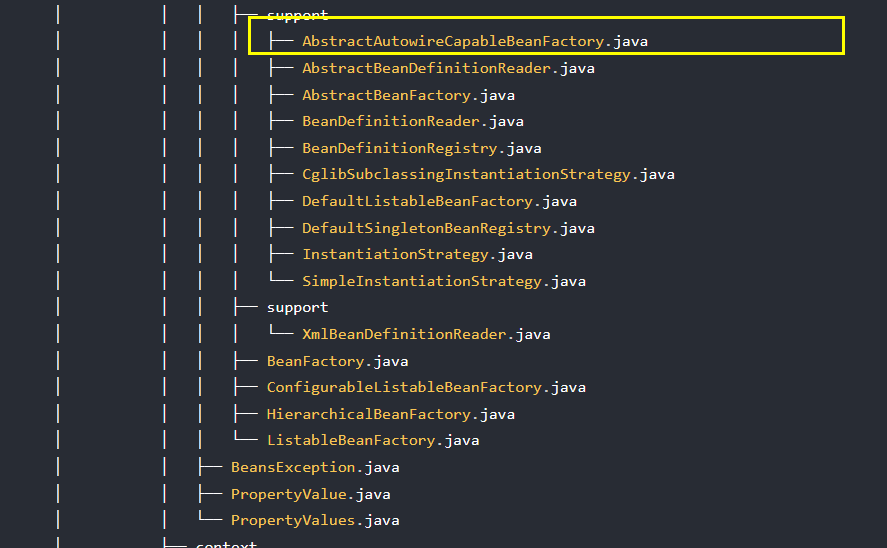 support
AbstractAutowireCapableBeanFactory.java
AbstractBeanDefinitionReader.java
AbstractBeanFactory.java
BeanDefinitionReader.java
BeanDefinitionRegistry.java
CglibSubclassingInstantiationStrategy.java
DefaultListableBeanFactory.java
DefaultSingletonBeanRegistry.java
InstantiationStrategy.java
SimpleInstantiationStrategy.java
support
XmlBeanDefinitionReader.java
BeanFactory.java
ConfigurableListableBeanFactory.java
HierarchicalBeanFactory.java
ListableBeanFactory.java
BeansException.java
PropertyValue.java
PropertyValues.java
context